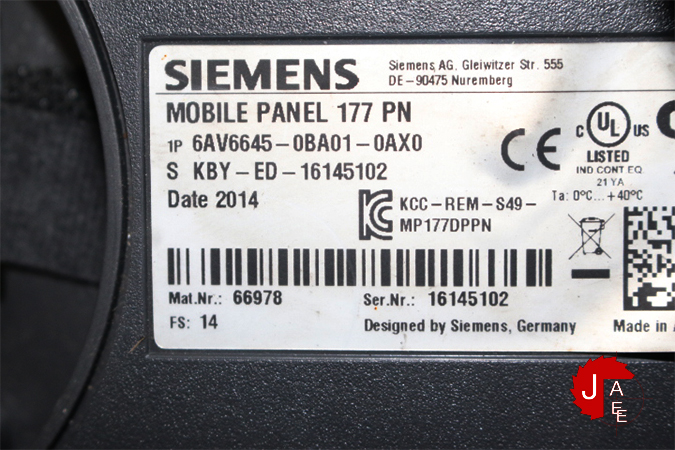 SIEMENS
Siemens AG. Gleiwitzer Str. 555
DE-90475 Nuremberg
MOBILE PANEL 177 PN
1P 6AV6645-0BA01-0AX0
S KBY-ED-16145102
Date 2014
CE
C UL US
LISTED
IND CONT EQ.
21 YA
Ta: 0°C...+40°C
KCC-REM-S49-
MP177DPPN
Mat.Nr.: 66978
Ser.Nr.: 16145102
FS: 14
Designed by Siemens, Germany
Made in
JAEE